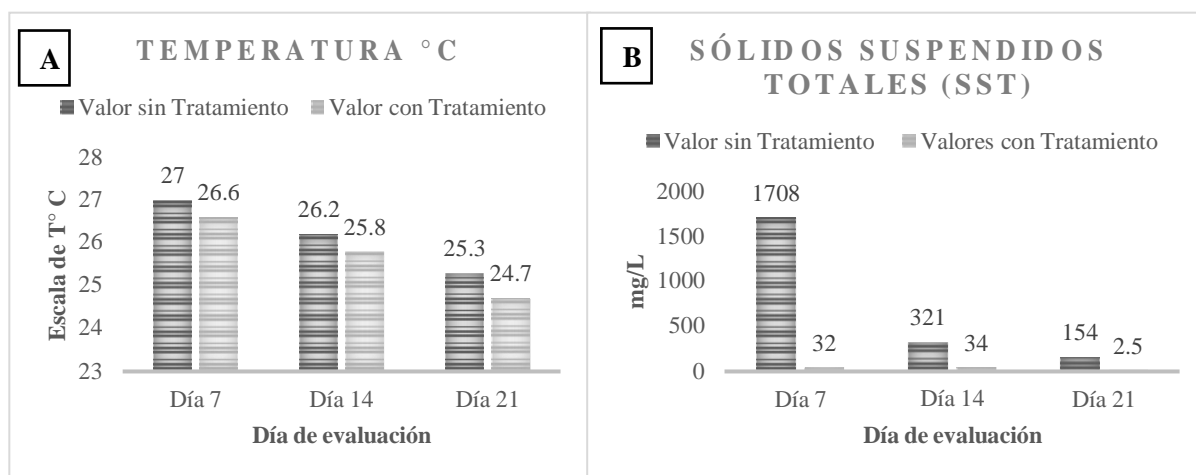 A
TEMPERATURA °C
Valor sin Tratamiento
Valor con Tratamiento
Escala de T° C
28
27
26
25
24
23
27
26.6
26.2
25.8
25.3
24.7
Día 7
Día 14
Día 21
Día de evaluación
B
SÓLIDOS SUSPENDIDOS
TOTALES (SST)
Valor sin Tratamiento
Valores con Tratamiento
mg/L
2000
1500
1000
500
0
1708
32
321
34
154
2.5
Día 7
Día 14
Día 21
Día de evaluación